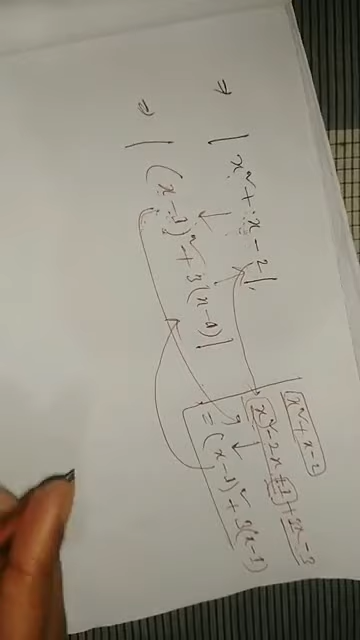 ⇒ | x² + x - 2 |
⇒ | (x-1)² + 3(x-1) |
x² + x - 2
x² - 2x + 1 + 3x - 3
= (x-1)² + 3(x-1)